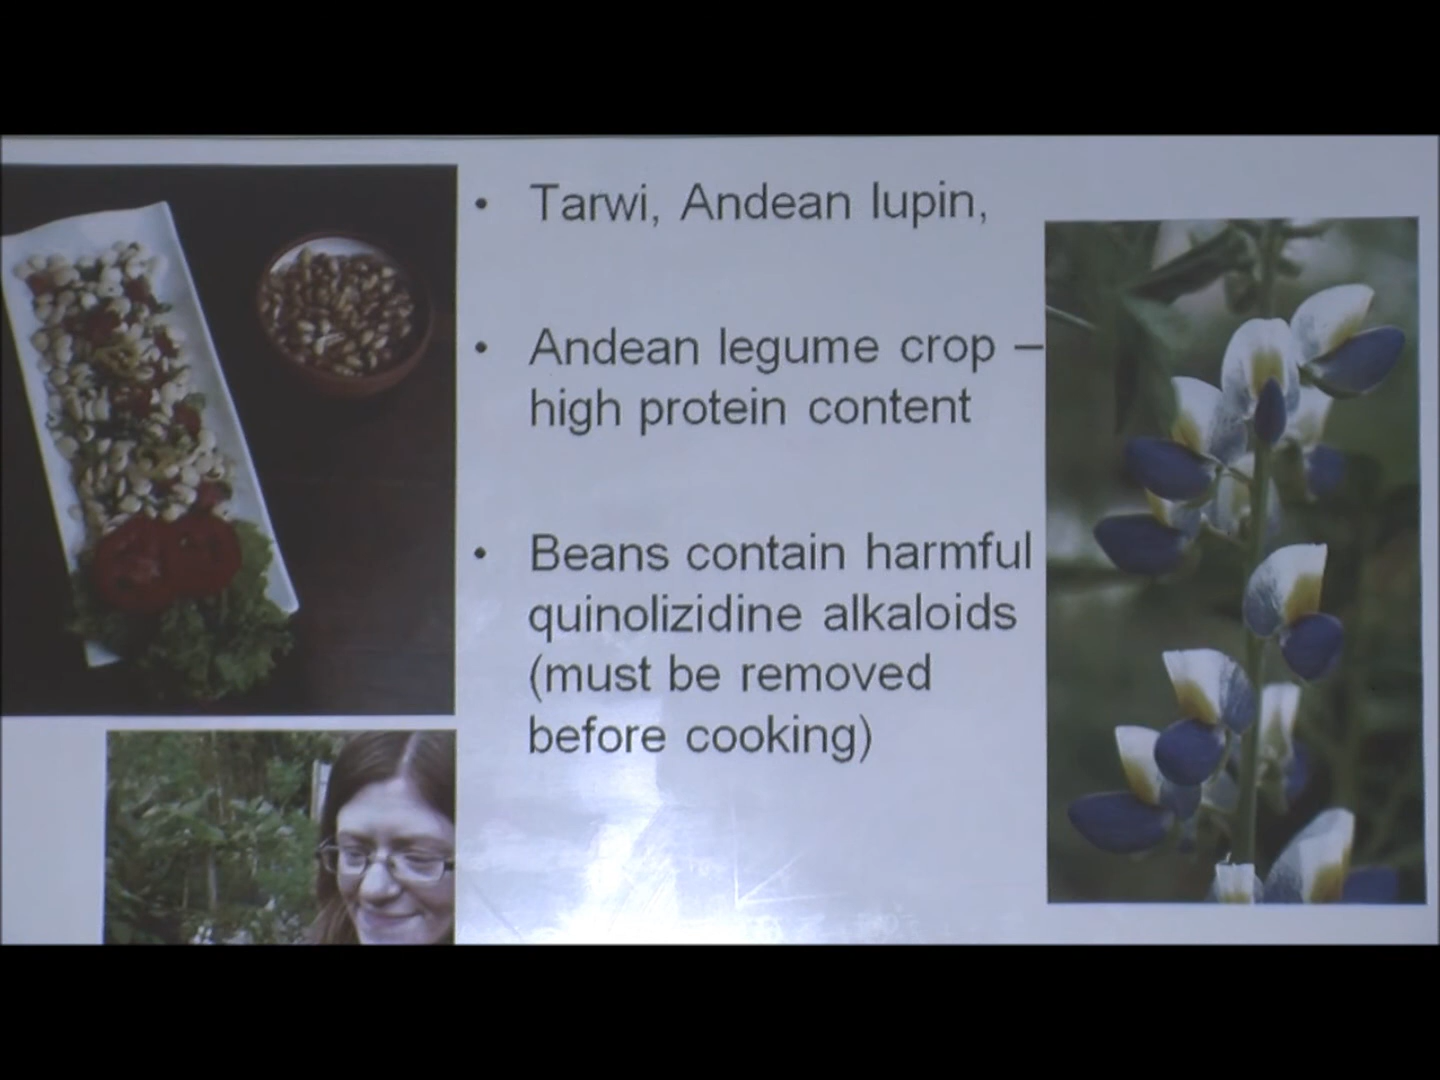 • Tarwi, Andean lupin,
• Andean legume crop –
high protein content
• Beans contain harmful
quinolizidine alkaloids
(must be removed
before cooking)